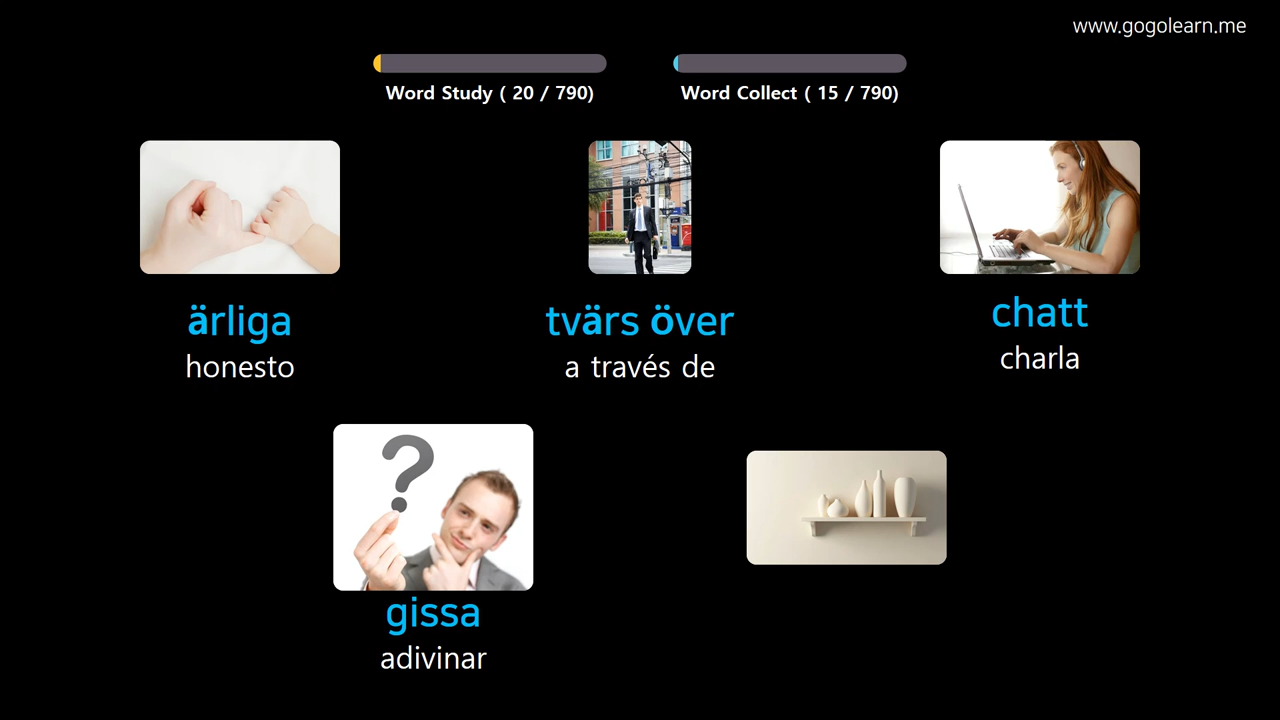 www.gogolearn.me
Word Study ( 20 / 790)
Word Collect ( 15 / 790)
ärliga
honesto
tvärs över
a través de
chatt
charla
?
gissa
adivinar